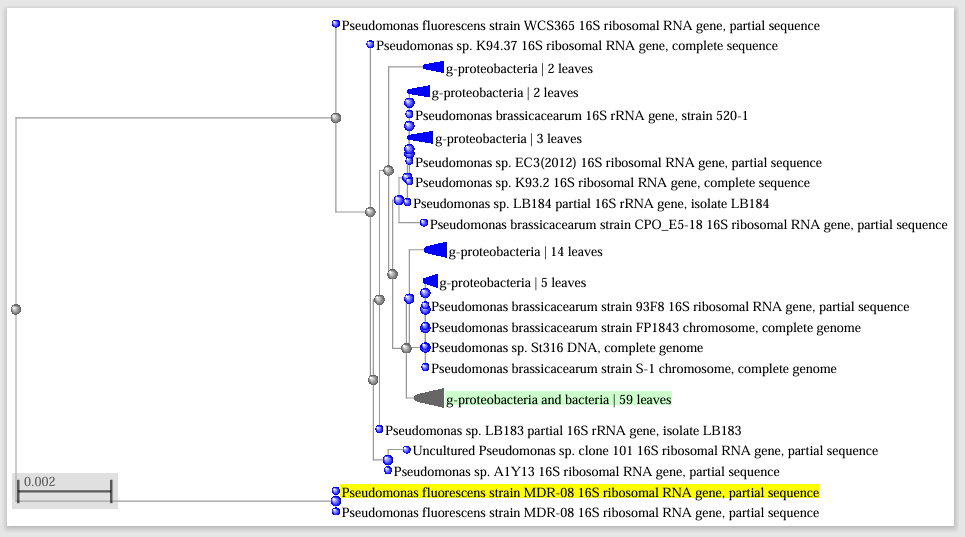 Pseudomonas fluorescens strain WCS365 16S ribosomal RNA gene, partial sequence
Pseudomonas sp. K94.37 16S ribosomal RNA gene, complete sequence
g-proteobacteria | 2 leaves
g-proteobacteria | 2 leaves
Pseudomonas brassicacearum 16S rRNA gene, strain 520-1
g-proteobacteria | 3 leaves
Pseudomonas sp. EC3(2012) 16S ribosomal RNA gene, partial sequence
Pseudomonas sp. K93.2 16S ribosomal RNA gene, complete sequence
Pseudomonas sp. LB184 partial 16S rRNA gene, isolate LB184
Pseudomonas brassicacearum strain CPO_E5-18 16S ribosomal RNA gene, partial sequence
g-proteobacteria | 14 leaves
g-proteobacteria | 5 leaves
Pseudomonas brassicacearum strain 93F8 16S ribosomal RNA gene, partial sequence
Pseudomonas brassicacearum strain FP1843 chromosome, complete genome
Pseudomonas sp. St316 DNA, complete genome
Pseudomonas brassicacearum strain S-1 chromosome, complete genome
g-proteobacteria and bacteria | 59 leaves
Pseudomonas sp. LB183 partial 16S rRNA gene, isolate LB183
Uncultured Pseudomonas sp. clone 101 16S ribosomal RNA gene, partial sequence
Pseudomonas sp. A1Y13 16S ribosomal RNA gene, partial sequence
0.002
Pseudomonas fluorescens strain MDR-08 16S ribosomal RNA gene, partial sequence
Pseudomonas fluorescens strain MDR-08 16S ribosomal RNA gene, partial sequence